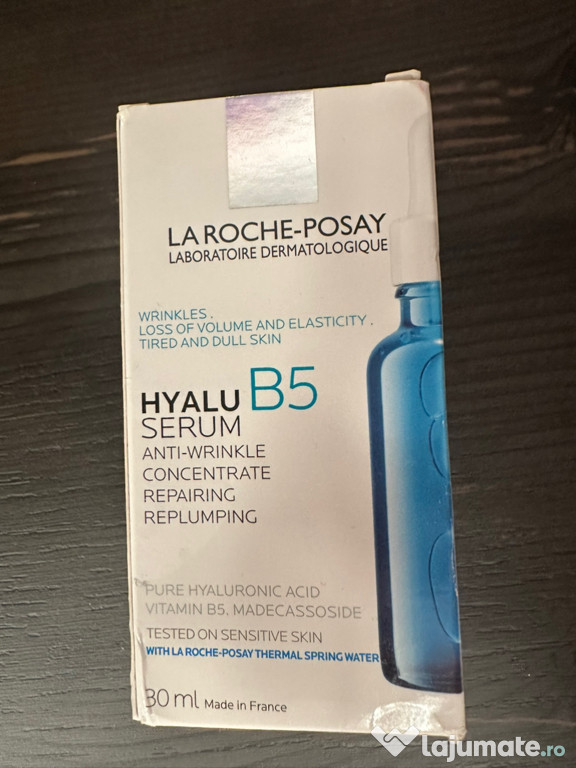 LA ROCHE-POSAY
LABORATOIRE DERMATOLOGIQUE
WRINKLES .
LOSS OF VOLUME AND ELASTICITY .
TIRED AND DULL SKIN
HYALU B5
SERUM
ANTI-WRINKLE
CONCENTRATE
REPAIRING
REPLUMPING
PURE HYALURONIC ACID
VITAMIN B5, MADECASSOSIDE
TESTED ON SENSITIVE SKIN
WITH LA ROCHE-POSAY THERMAL SPRING WATER
30 ml Made in France
lajumate.ro